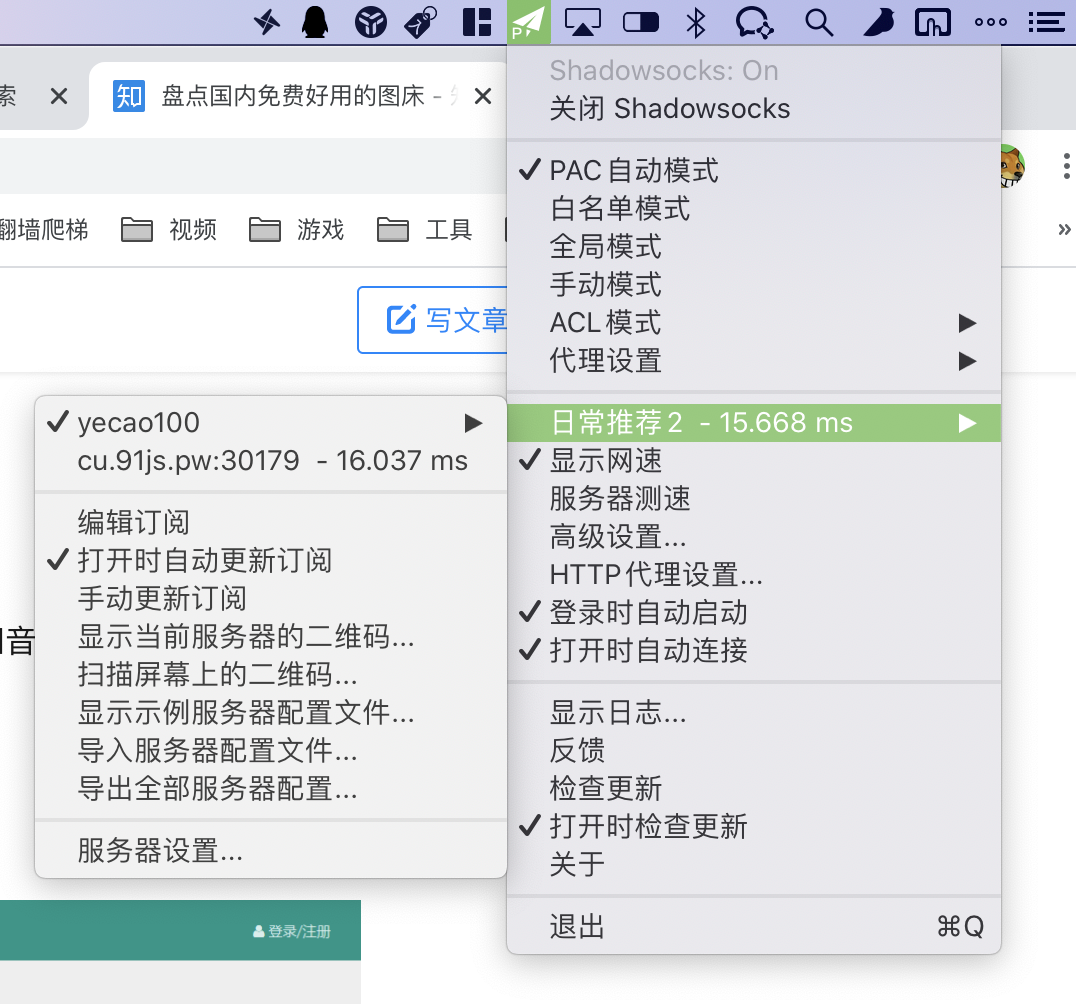 P
索
知 盘点国内免费好用的图床 -
翻墙爬梯 视频 游戏 工具
»
写文章
Shadowsocks: On
关闭 Shadowsocks
PAC自动模式
白名单模式
全局模式
手动模式
ACL模式
代理设置
日常推荐2 - 15.668 ms
显示网速
服务器测速
高级设置...
HTTP代理设置...
登录时自动启动
打开时自动连接
显示日志...
反馈
检查更新
打开时检查更新
关于
退出 ⌘Q
yecao100
cu.91js.pw:30179 - 16.037 ms
编辑订阅
打开时自动更新订阅
手动更新订阅
显示当前服务器的二维码...
扫描屏幕上的二维码...
显示示例服务器配置文件...
导入服务器配置文件...
导出全部服务器配置...
服务器设置...
音
登录/注册